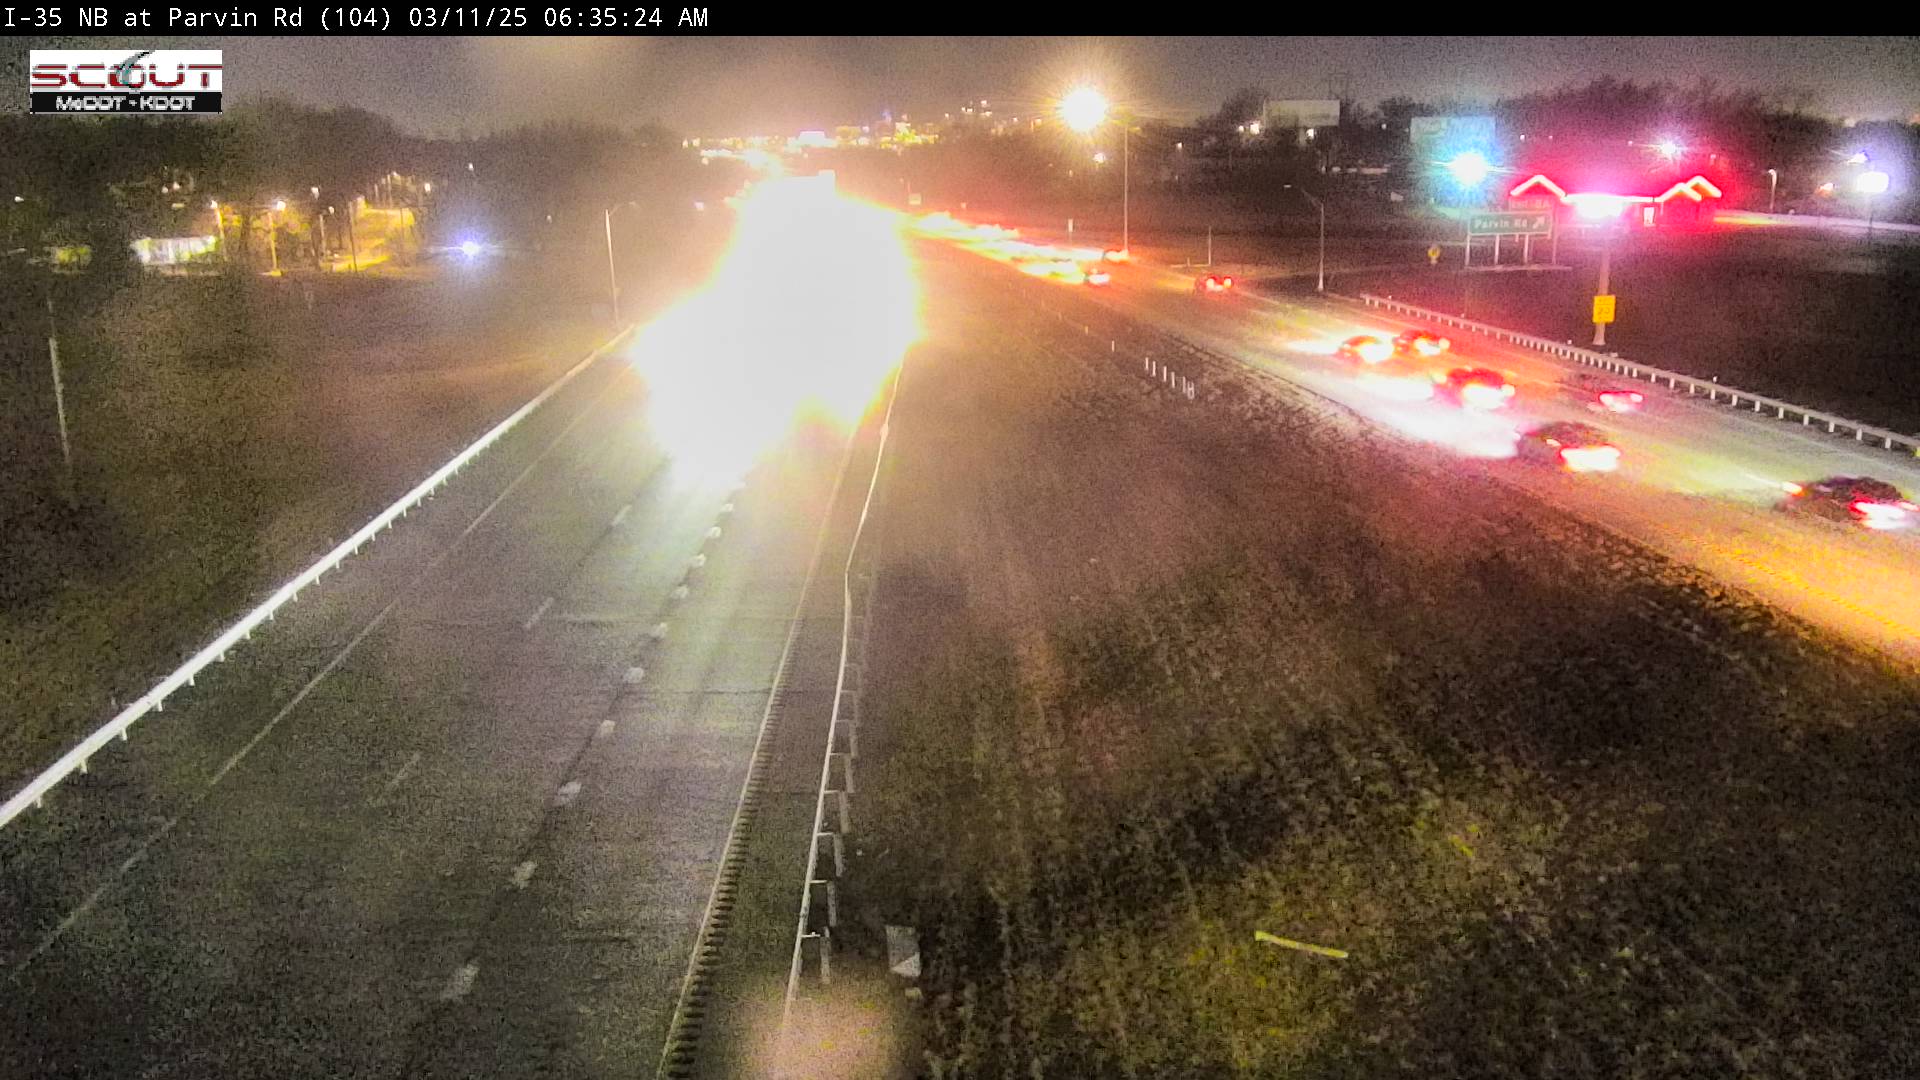 I-35 NB at Parvin Rd (104) 03/11/25 06:35:24 AM
SCOUT
MoDOT - KDOT
Parvin Rd